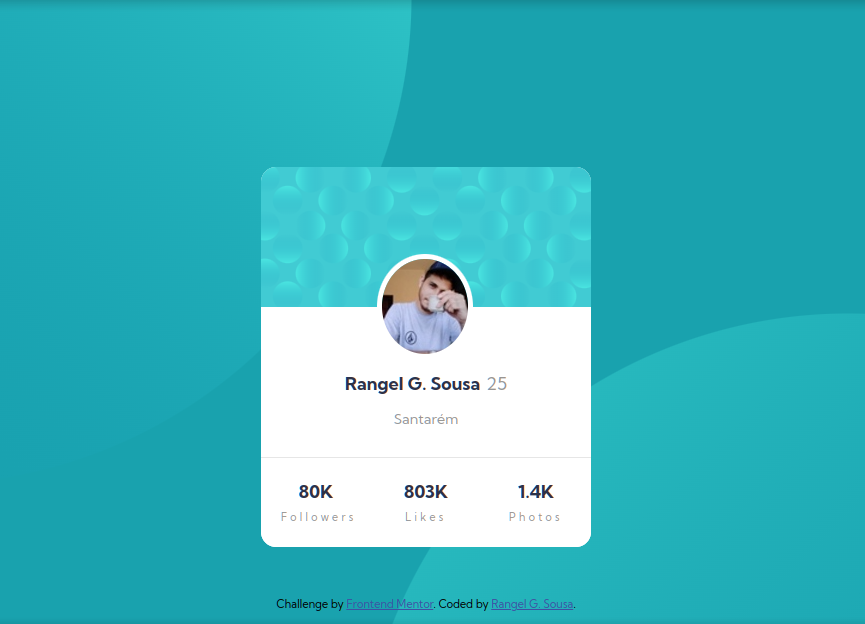 Rangel G. Sousa 25
Santarém
80K 803K 1.4K
Followers Likes Photos
Challenge by Frontend Mentor. Coded by Rangel G. Sousa.